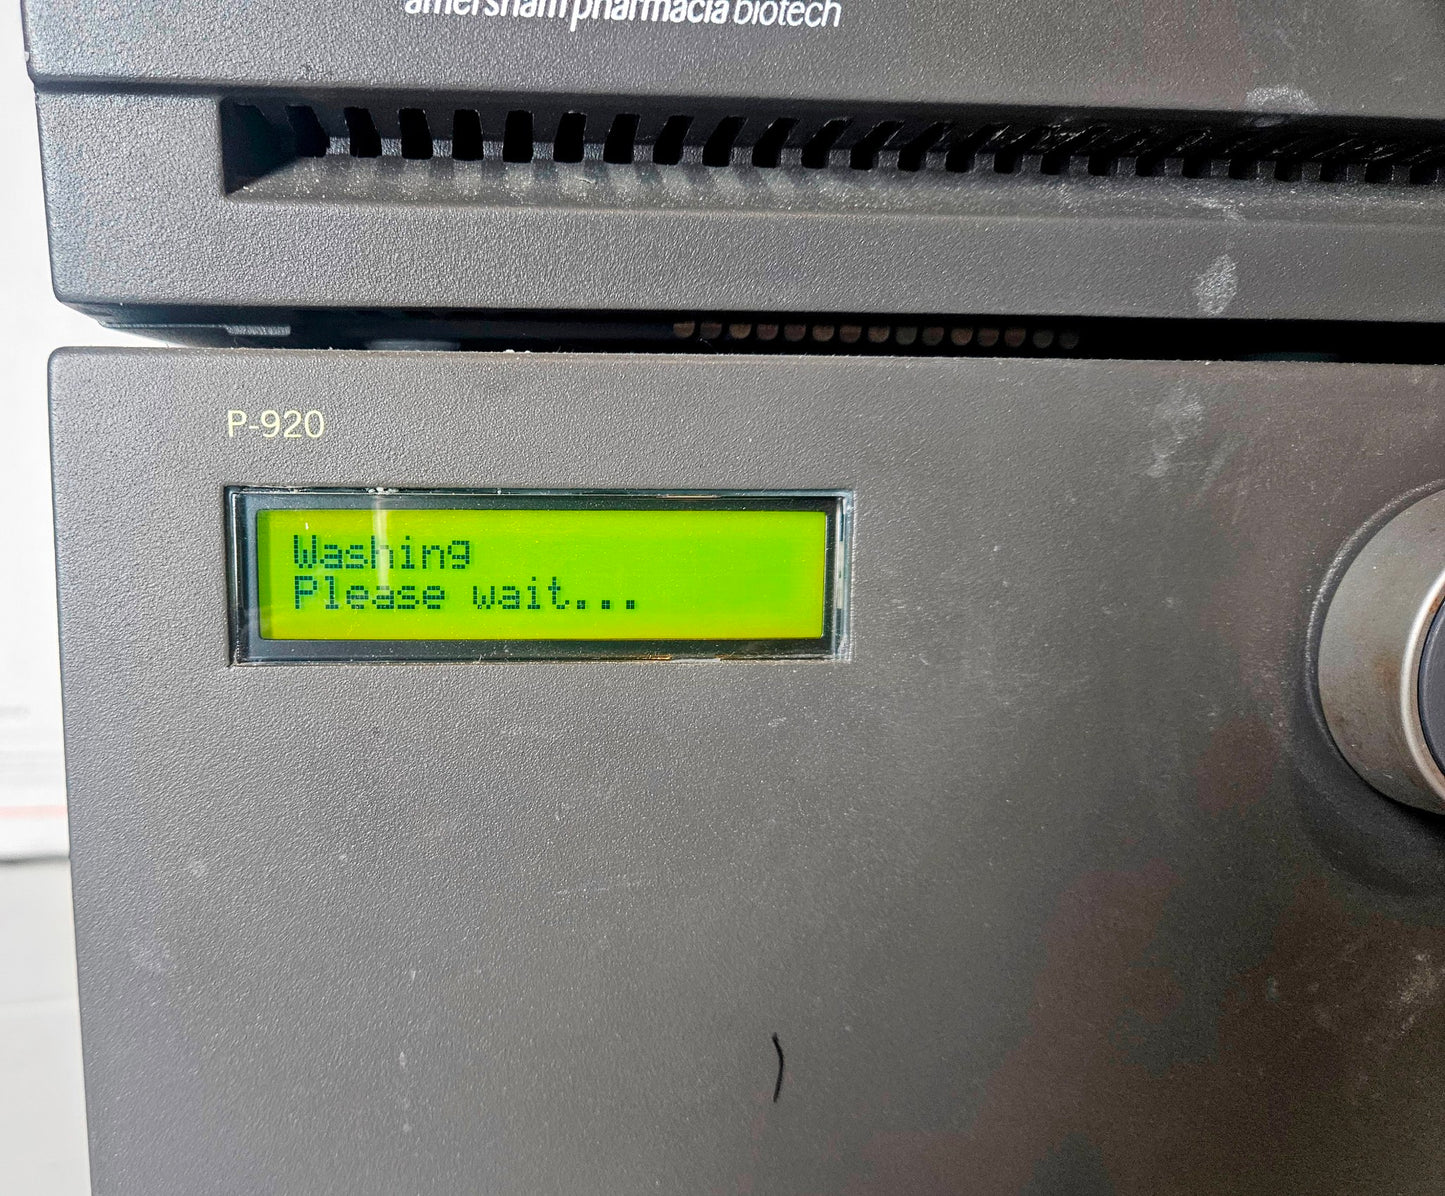 amersham pharmacia biotech
P-920
Washing
Please wait...